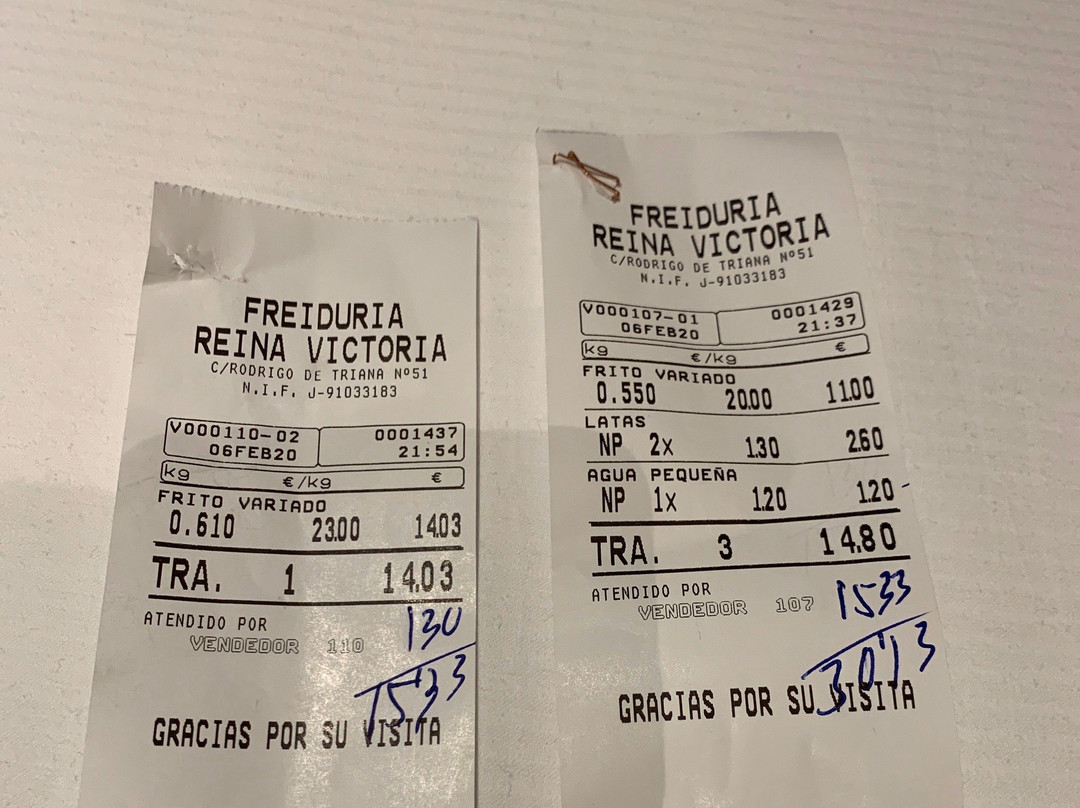 FREIDURIA
REINA VICTORIA
C/RODRIGO DE TRIANA Nº51
N.I.F. J-91033183
V000110-02 0001437
06FEB20 21:54
kg €/kg €
FRITO VARIADO
0.610 23.00 14.03
TRA. 1 14.03
ATENDIDO POR
VENDEDOR 110
130
15'33
GRACIAS POR SU VISITA
FREIDURIA
REINA VICTORIA
C/RODRIGO DE TRIANA Nº51
N.I.F. J-91033183
V000107-01 0001429
06FEB20 21:37
kg €/kg €
FRITO VARIADO
0.550 20.00 11.00
LATAS
NP 2x 1.30 2.60
AGUA PEQUEÑA
NP 1x 1.20 1.20
TRA. 3 14.80
ATENDIDO POR
VENDEDOR 107
1533
30'13
GRACIAS POR SU VISITA